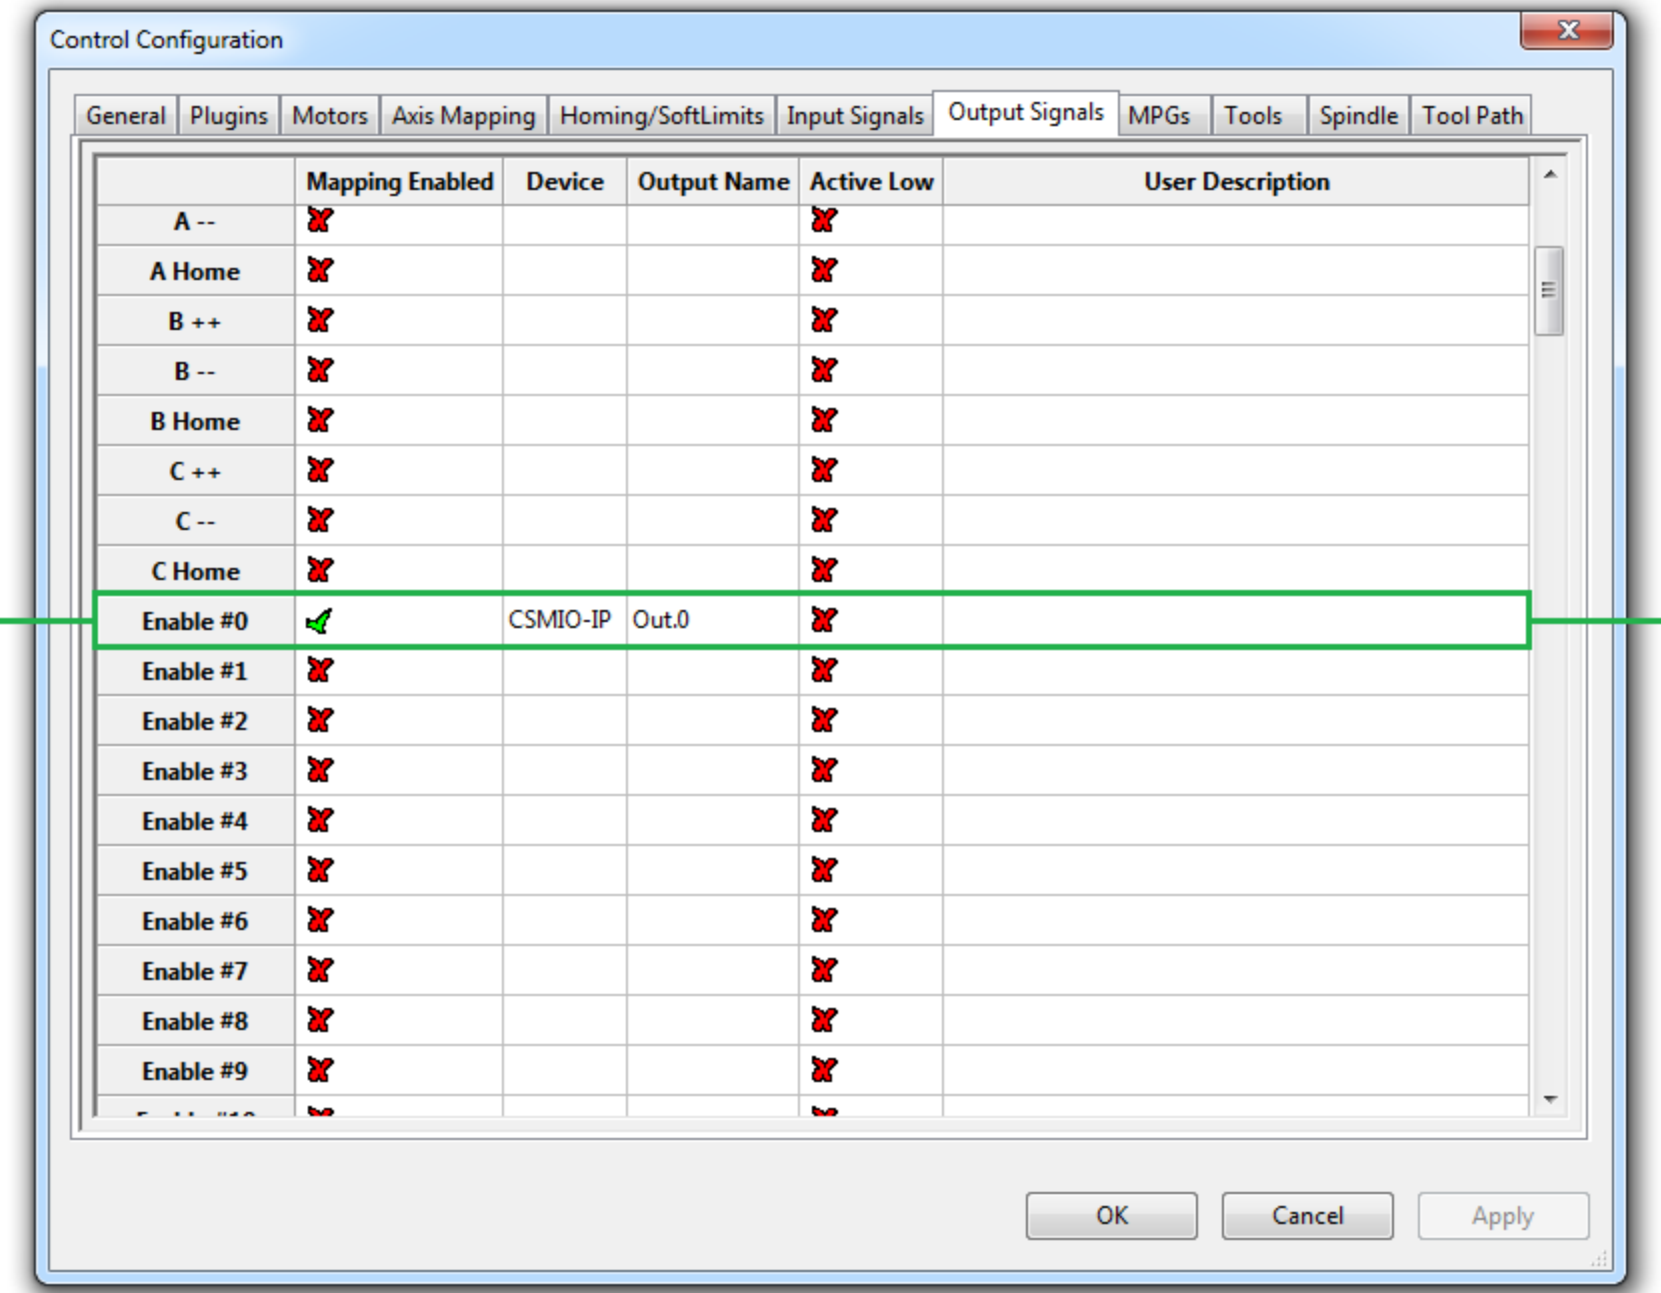 Control Configuration
General Plugins Motors Axis Mapping Homing/SoftLimits Input Signals Output Signals MPGs Tools Spindle Tool Path
Mapping Enabled Device Output Name Active Low User Description
A --
A Home
B ++
B --
B Home
C ++
C --
C Home
Enable #0 CSMIO-IP Out.0
Enable #1
Enable #2
Enable #3
Enable #4
Enable #5
Enable #6
Enable #7
Enable #8
Enable #9
OK Cancel Apply